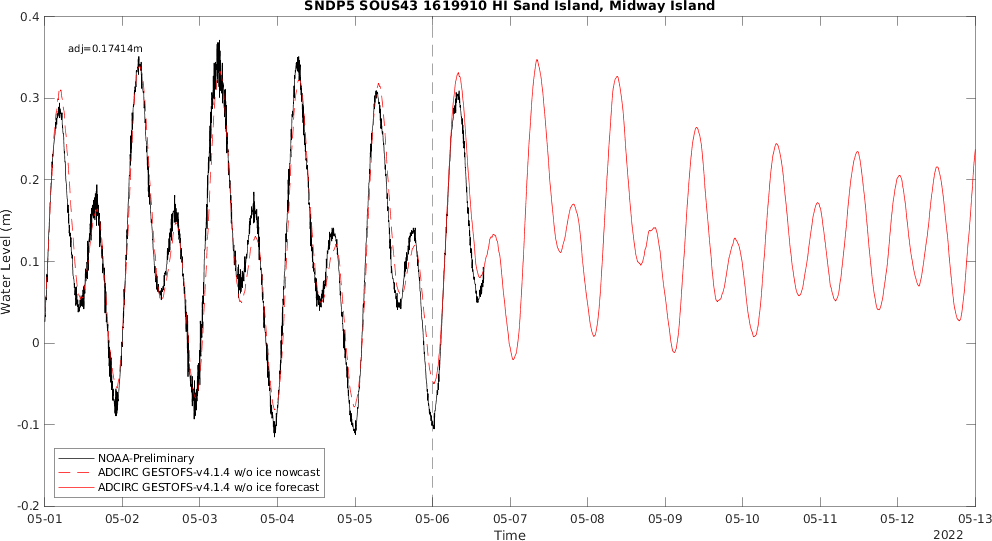 SNDP5 SOUS43 1619910 HI Sand Island, Midway Island
adj=0.17414m
0.4
0.3
0.2
0.1
0
-0.1
-0.2
Water Level (m)
NOAA-Preliminary
ADCIRC GESTOFS-v4.1.4 w/o ice nowcast
ADCIRC GESTOFS-v4.1.4 w/o ice forecast
05-01 05-02 05-03 05-04 05-05 05-06 05-07 05-08 05-09 05-10 05-11 05-12 05-13
Time
2022